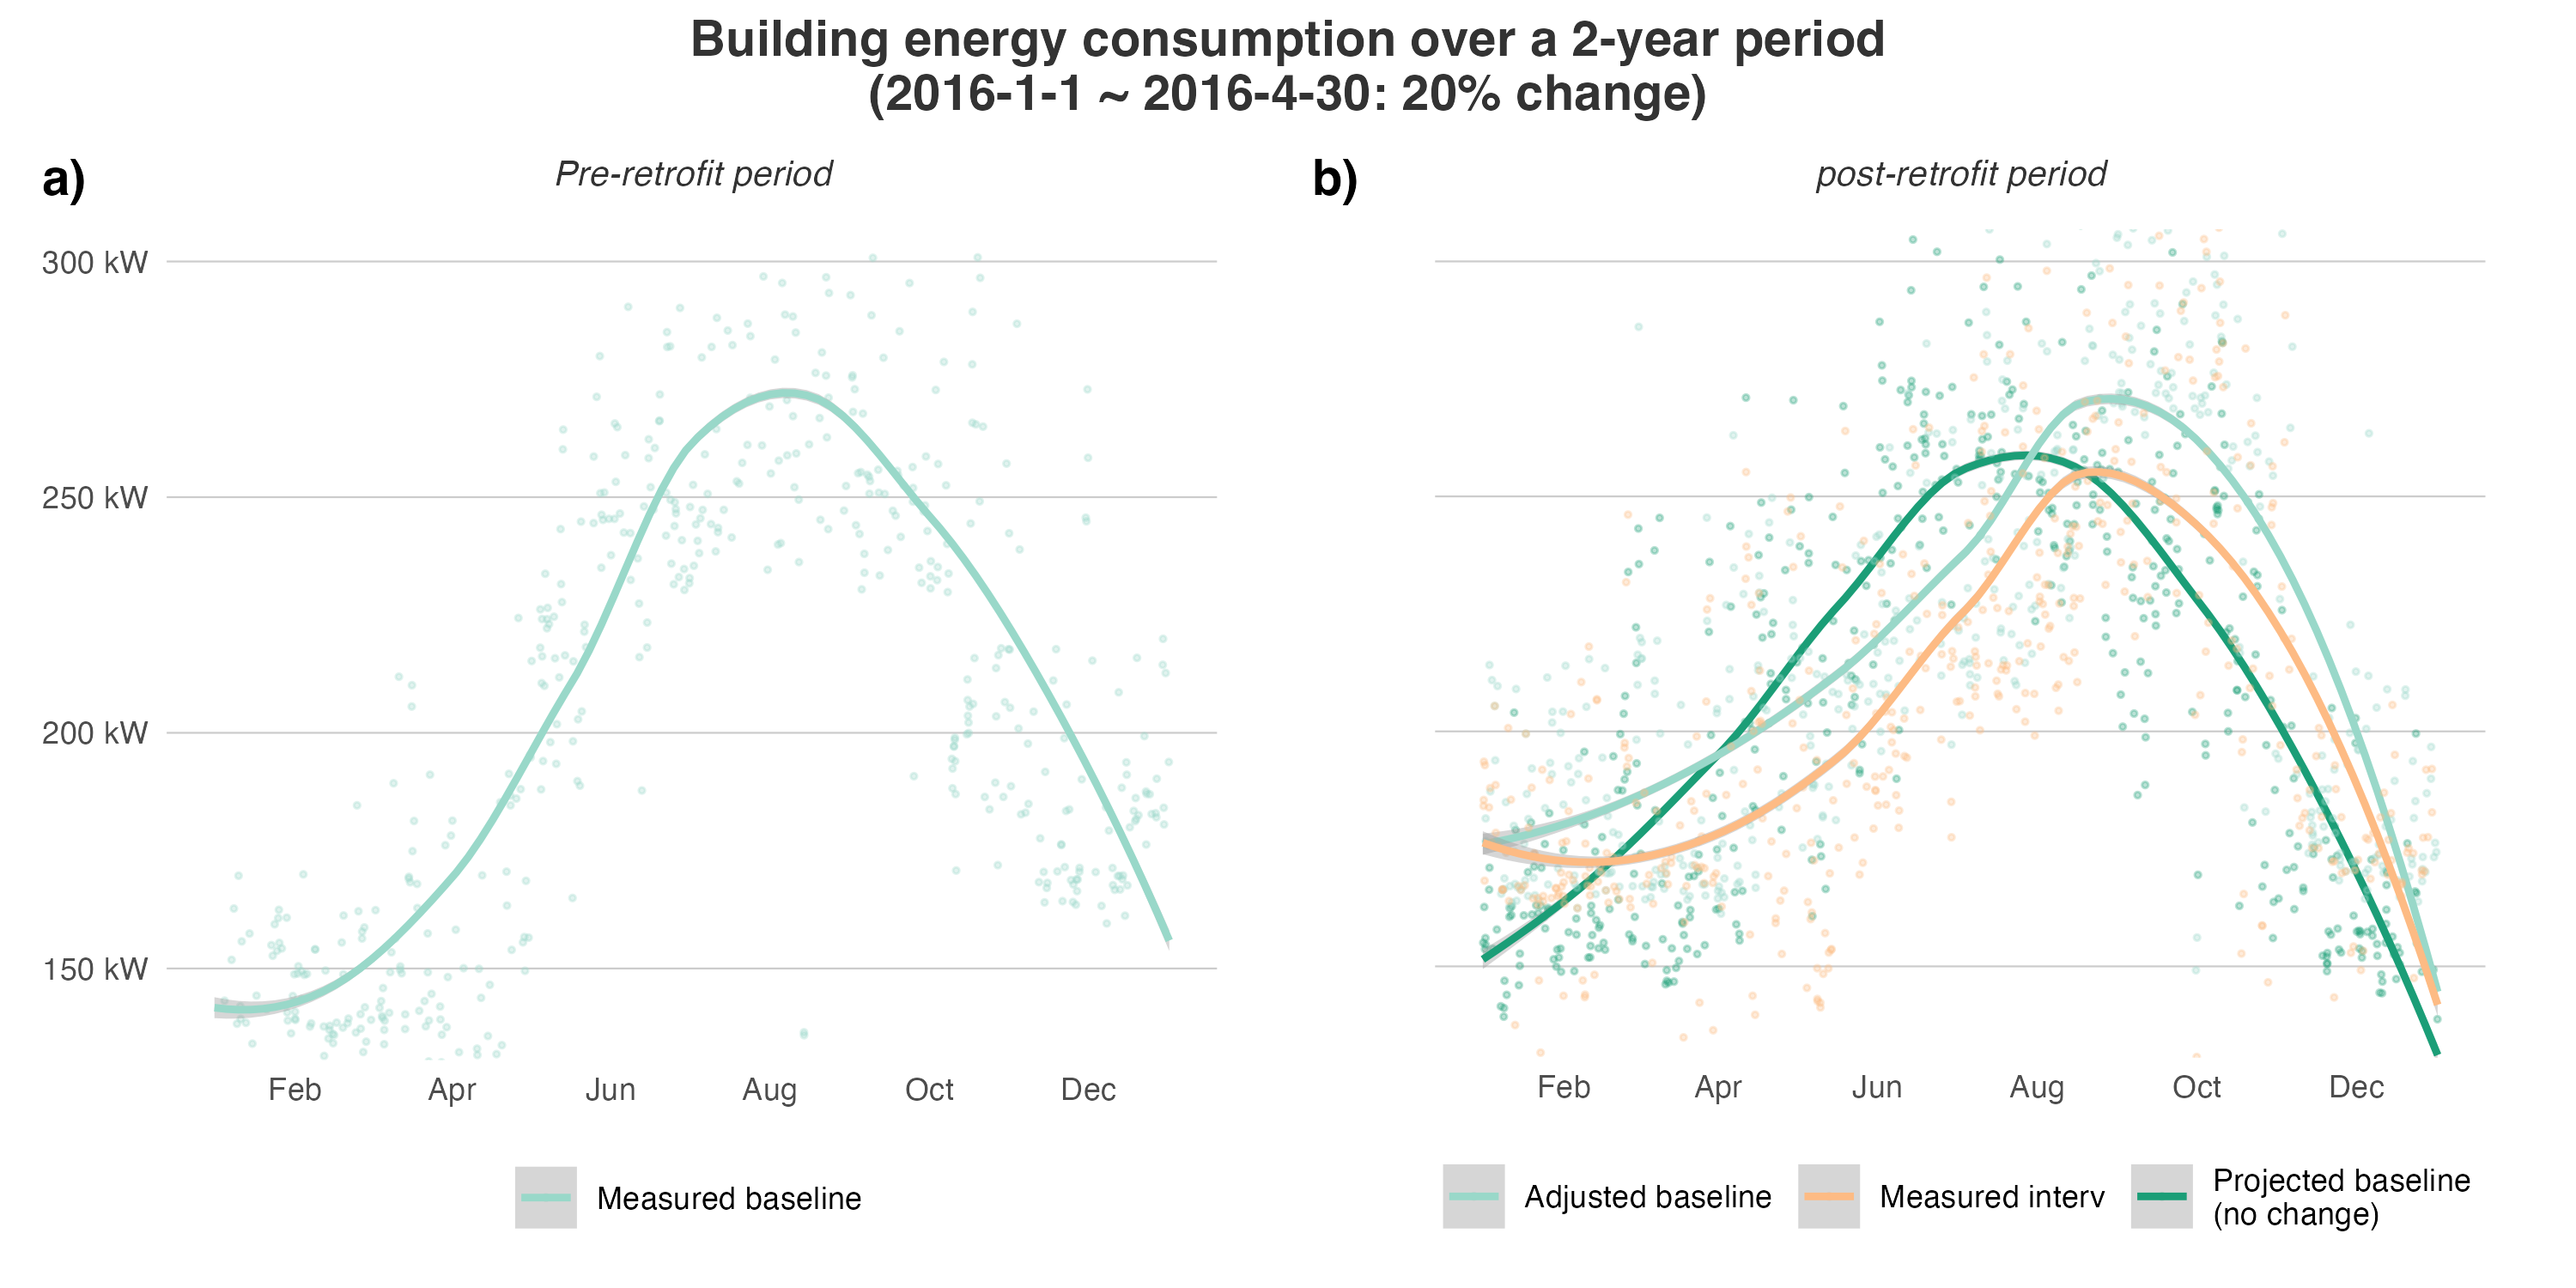 Building energy consumption over a 2-year period
(2016-1-1 ~ 2016-4-30: 20% change)
a)
Pre-retrofit period
300 kW
250 kW
200 kW
150 kW
Feb Apr Jun Aug Oct Dec
Measured baseline
b)
post-retrofit period
Feb Apr Jun Aug Oct Dec
Adjusted baseline
Measured interv
Projected baseline
(no change)